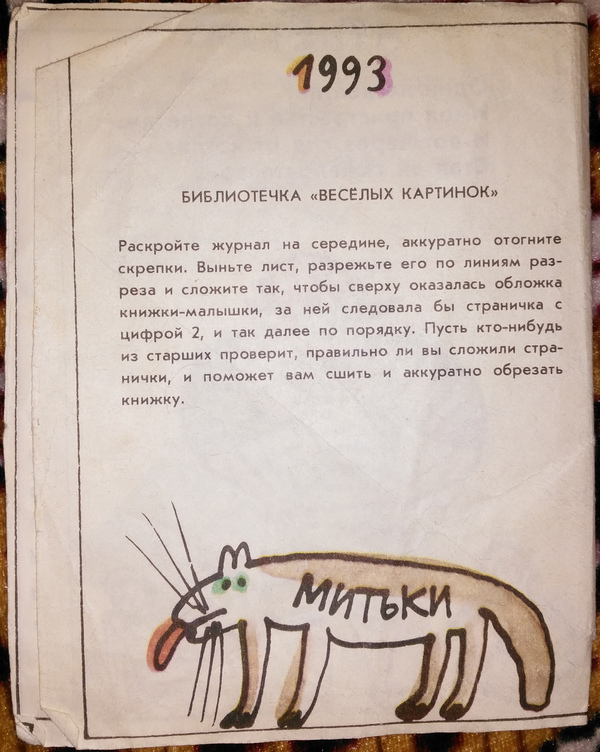 1993
БИБЛИОТЕЧКА «ВЕСЁЛЫХ КАРТИНОК»
Раскройте журнал на середине, аккуратно отогните
скрепки. Выньте лист, разрежьте его по линиям раз-
реза и сложите так, чтобы сверху оказалась обложка
книжки-малышки, за ней следовала бы страничка с
цифрой 2, и так далее по порядку. Пусть кто-нибудь
из старших проверит, правильно ли вы сложили стра-
нички, и поможет вам сшить и аккуратно обрезать
книжку.
МИТЬКИ